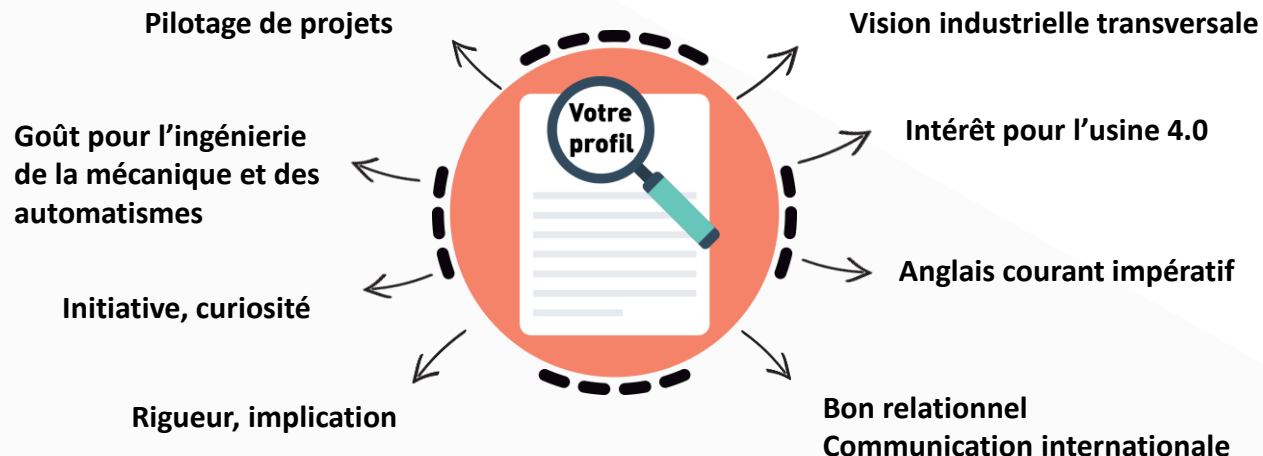 Pilotage de projets
Vision industrielle transversale
Votre
profil
Goût pour l’ingénierie
de la mécanique et des
automatismes
Intérêt pour l’usine 4.0
Initiative, curiosité
Anglais courant impératif
Rigueur, implication
Bon relationnel
Communication internationale